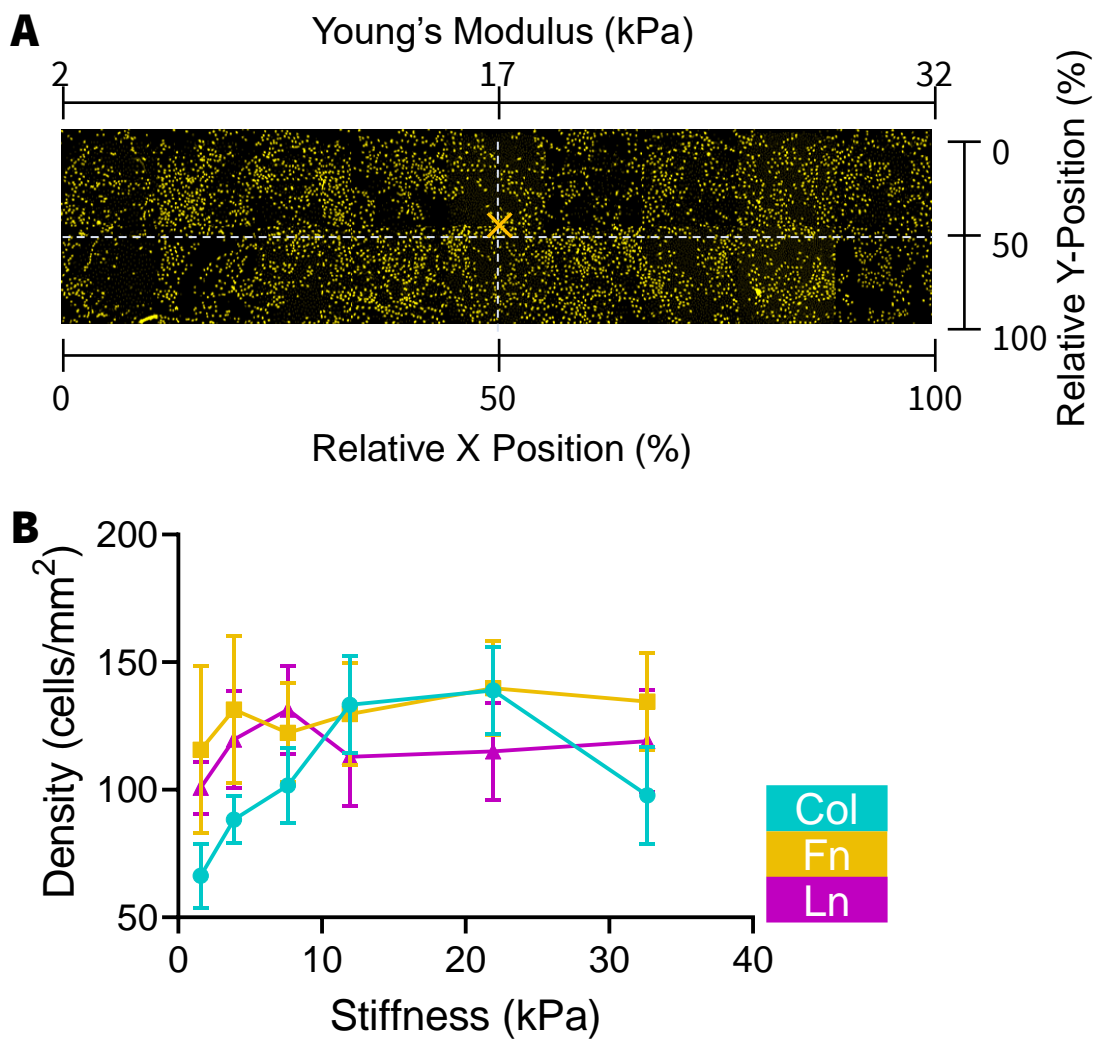 A
Young's Modulus (kPa)
2 17 32
0
50
100
Relative Y-Position (%)
0 50 100
Relative X Position (%)
B
200
150
100
50
Density (cells/mm²)
0 10 20 30 40
Stiffness (kPa)
Col
Fn
Ln